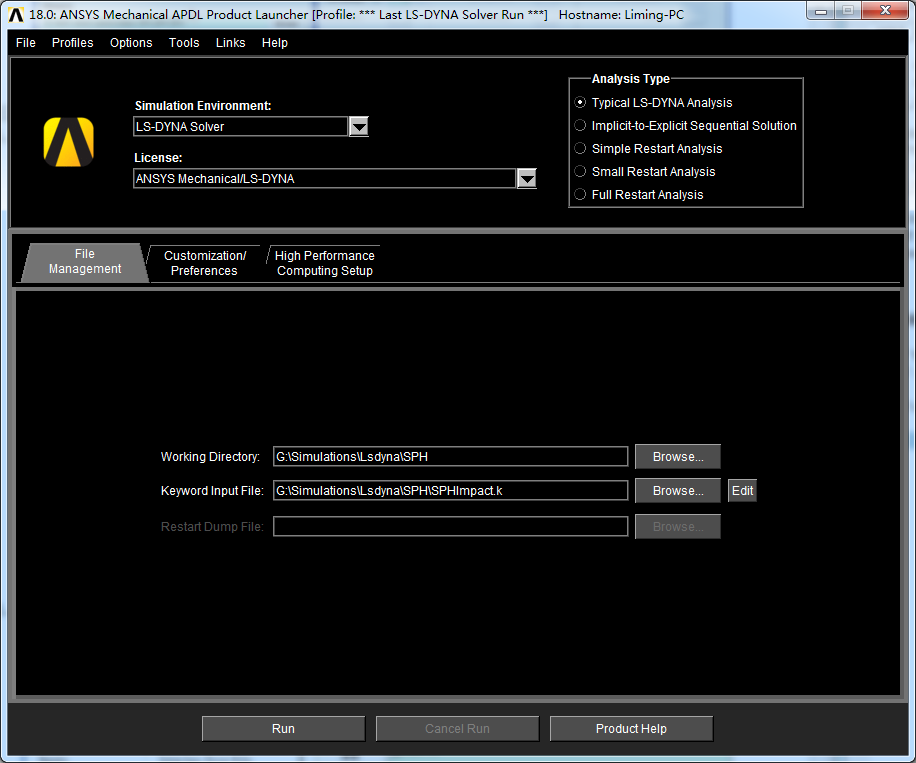 18.0: ANSYS Mechanical APDL Product Launcher [Profile: *** Last LS-DYNA Solver Run ***] Hostname: Liming-PC
File Profiles Options Tools Links Help
Simulation Environment:
LS-DYNA Solver
License:
ANSYS Mechanical/LS-DYNA
Analysis Type
Typical LS-DYNA Analysis
Implicit-to-Explicit Sequential Solution
Simple Restart Analysis
Small Restart Analysis
Full Restart Analysis
File
Management
Customization/
Preferences
High Performance
Computing Setup
Working Directory: G:\Simulations\Lsdyna\SPH Browse...
Keyword Input File: G:\Simulations\Lsdyna\SPH\SPHImpact.k Browse... Edit
Restart Dump File: Browse...
Run Cancel Run Product Help